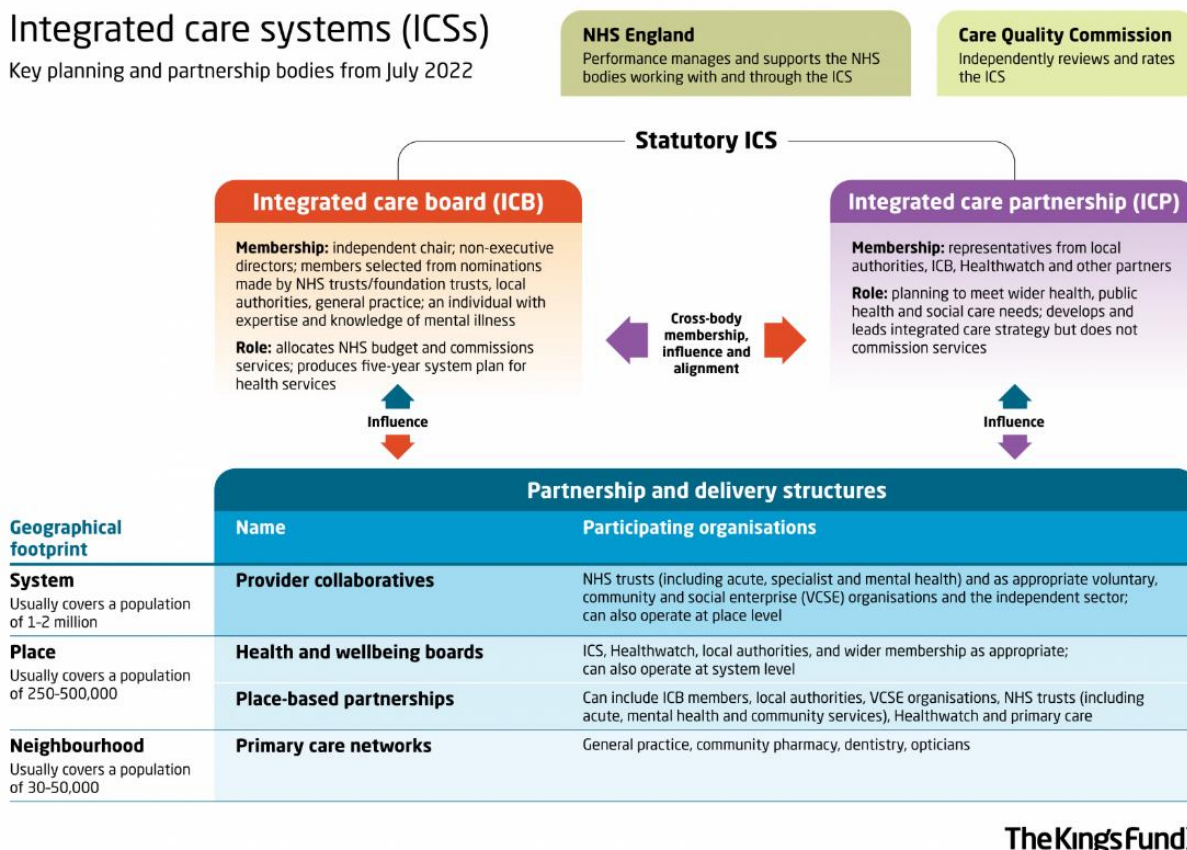 Integrated care systems (ICSs)
Key planning and partnership bodies from July 2022
NHS England
Performance manages and supports the NHS
bodies working with and through the ICS
Care Quality Commission
Independently reviews and rates
the ICS
Statutory ICS
Integrated care board (ICB)
Membership: independent chair; non-executive
directors; members selected from nominations
made by NHS trusts/foundation trusts, local
authorities, general practice; an individual with
expertise and knowledge of mental illness
Role: allocates NHS budget and commissions
services; produces five-year system plan for
health services
Cross-body
membership,
influence and
alignment
Integrated care partnership (ICP)
Membership: representatives from local
authorities, ICB, Healthwatch and other partners
Role: planning to meet wider health, public
health and social care needs; develops and
leads integrated care strategy but does not
commission services
Influence
Influence
Partnership and delivery structures
Geographical
footprint
Name
Participating organisations
System
Usually covers a population
of 1-2 million
Provider collaboratives
NHS trusts (including acute, specialist and mental health) and as appropriate voluntary,
community and social enterprise (VCSE) organisations and the independent sector;
can also operate at place level
Place
Usually covers a population
of 250-500,000
Health and wellbeing boards
ICS, Healthwatch, local authorities, and wider membership as appropriate;
can also operate at system level
Place-based partnerships
Can include ICB members, local authorities, VCSE organisations, NHS trusts (including
acute, mental health and community services), Healthwatch and primary care
Neighbourhood
Usually covers a population
of 30-50,000
Primary care networks
General practice, community pharmacy, dentistry, opticians
The King's Fund